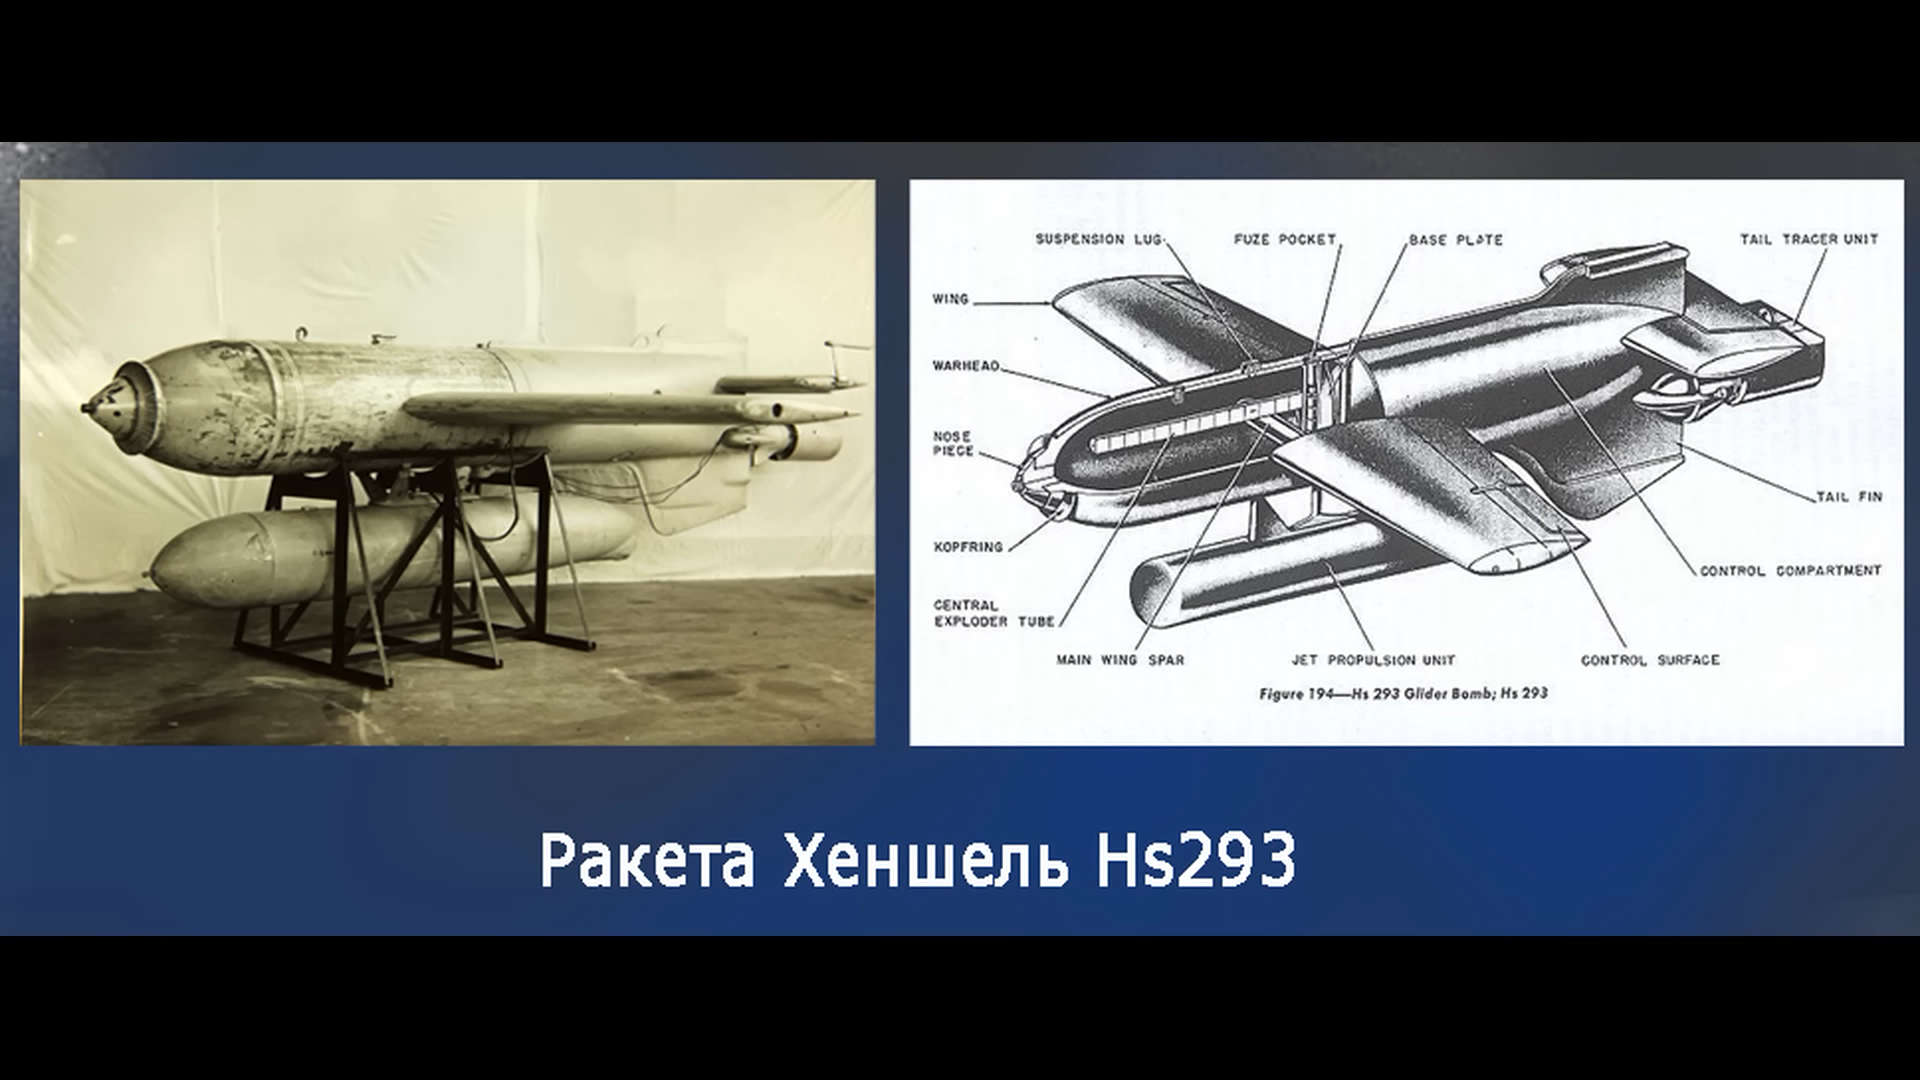 SUSPENSION LUG
FUZE POCKET
BASE PLATE
TAIL TRACER UNIT
WING
WARHEAD
NOSE
PIECE
TAIL FIN
KOPFRING
CONTROL COMPARTMENT
CENTRAL
EXPLODER TUBE
MAIN WING SPAR
JET PROPULSION UNIT
CONTROL SURFACE
Figure 194—Hs 293 Glider Bomb; Hs 293
Ракета Хеншель Hs293